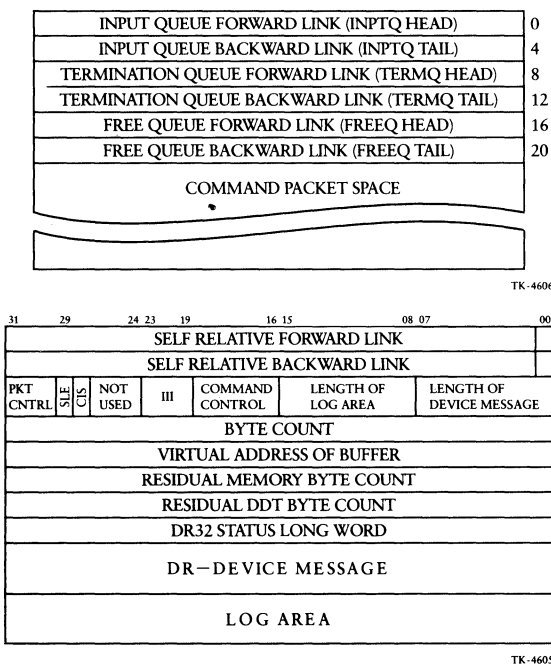 INPUT QUEUE FORWARD LINK (INPTQ HEAD) 0
INPUT QUEUE BACKWARD LINK (INPTQ TAIL) 4
TERMINATION QUEUE FORWARD LINK (TERMQ HEAD) 8
TERMINATION QUEUE BACKWARD LINK (TERMQ TAIL) 12
FREE QUEUE FORWARD LINK (FREEQ HEAD) 16
FREE QUEUE BACKWARD LINK (FREEQ TAIL) 20
COMMAND PACKET SPACE
TK-4606
31 29 24 23 19 16 15 08 07 00
SELF RELATIVE FORWARD LINK
SELF RELATIVE BACKWARD LINK
PKT CNTRL SLE CIS NOT USED III COMMAND CONTROL LENGTH OF LOG AREA LENGTH OF DEVICE MESSAGE
BYTE COUNT
VIRTUAL ADDRESS OF BUFFER
RESIDUAL MEMORY BYTE COUNT
RESIDUAL DDT BYTE COUNT
DR32 STATUS LONG WORD
DR-DEVICE MESSAGE
LOG AREA
TK-4605